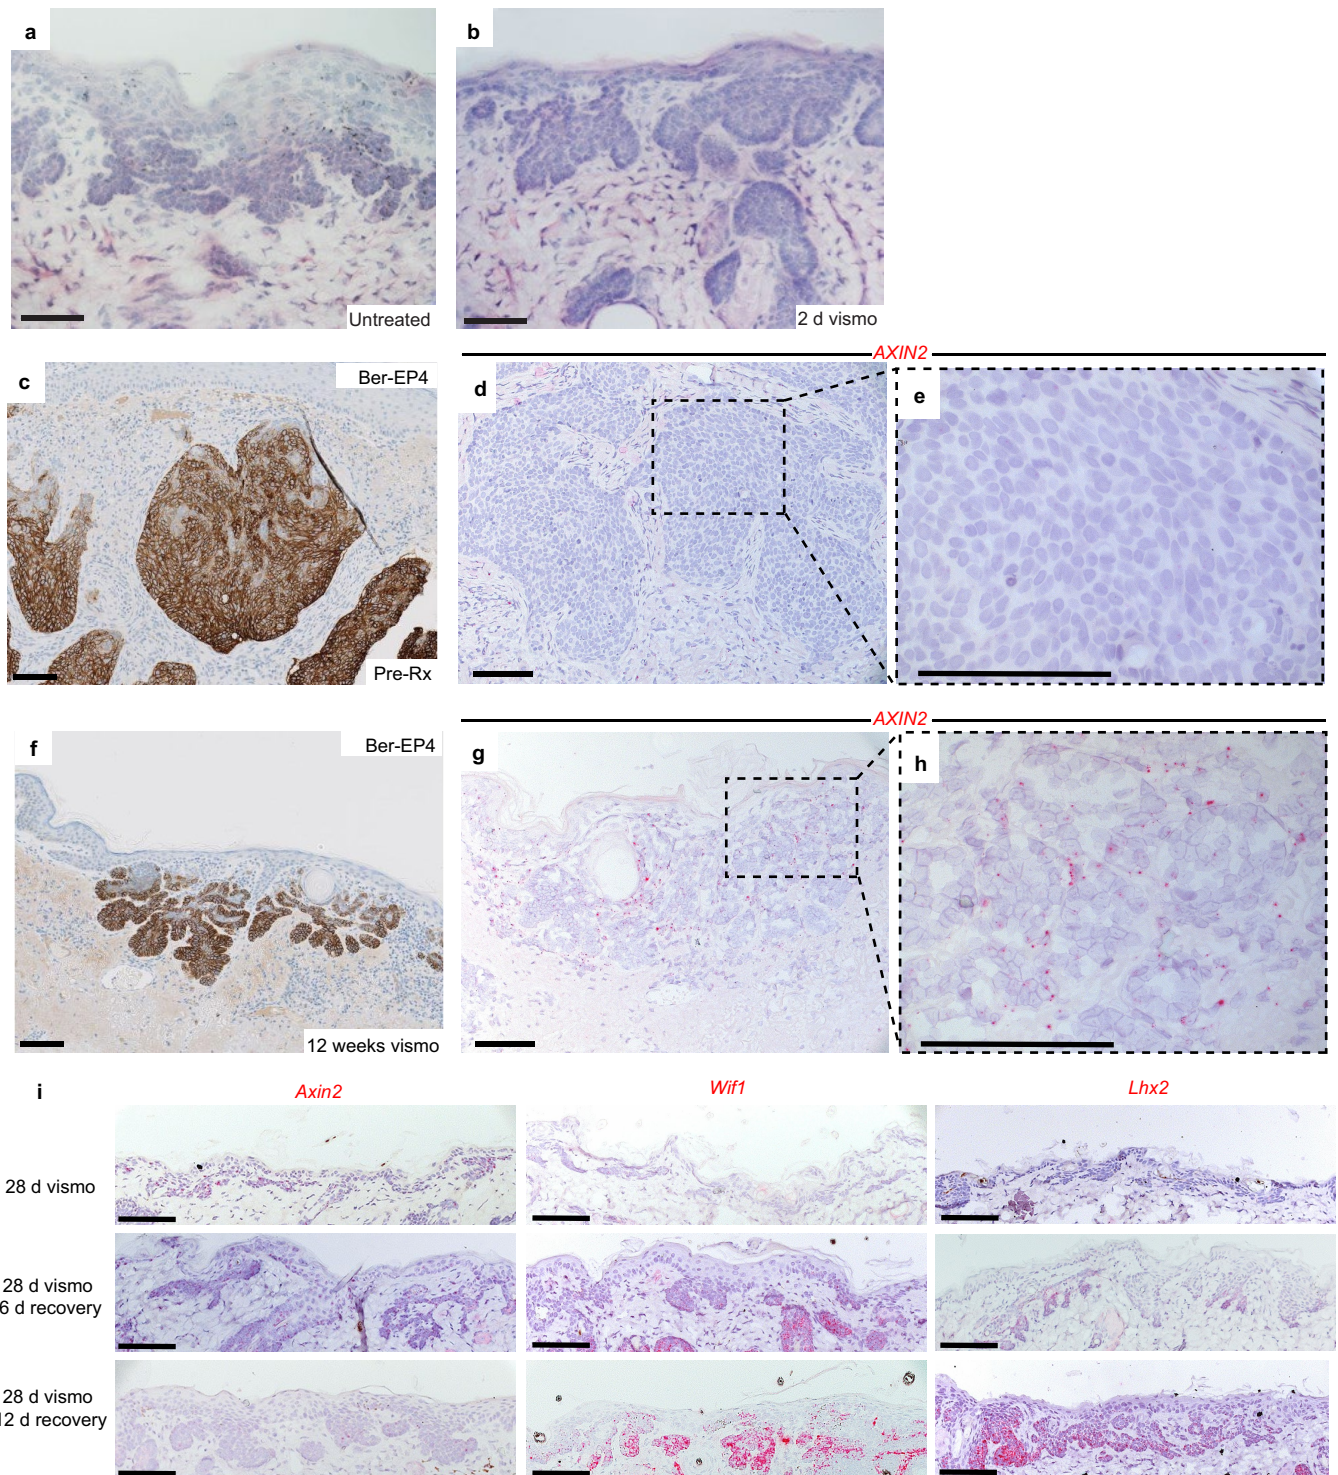 a
b
Untreated
2 d vismo
AXIN2
c
Ber-EP4
d
e
Pre-Rx
AXIN2
f
Ber-EP4
g
h
12 weeks vismo
i
Axin2
Wif1
Lhx2
28 d vismo
28 d vismo
6 d recovery
28 d vismo
12 d recovery